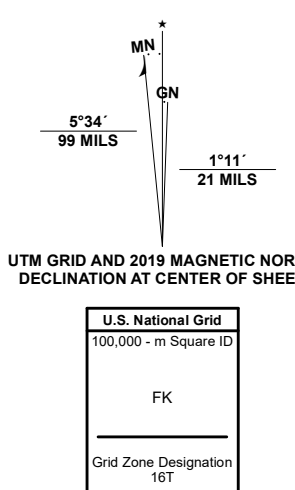 MN
GN
5°34´
99 MILS
1°11´
21 MILS
UTM GRID AND 2019 MAGNETIC NOR
DECLINATION AT CENTER OF SHEE
U.S. National Grid
100,000 - m Square ID
FK
Grid Zone Designation
16T